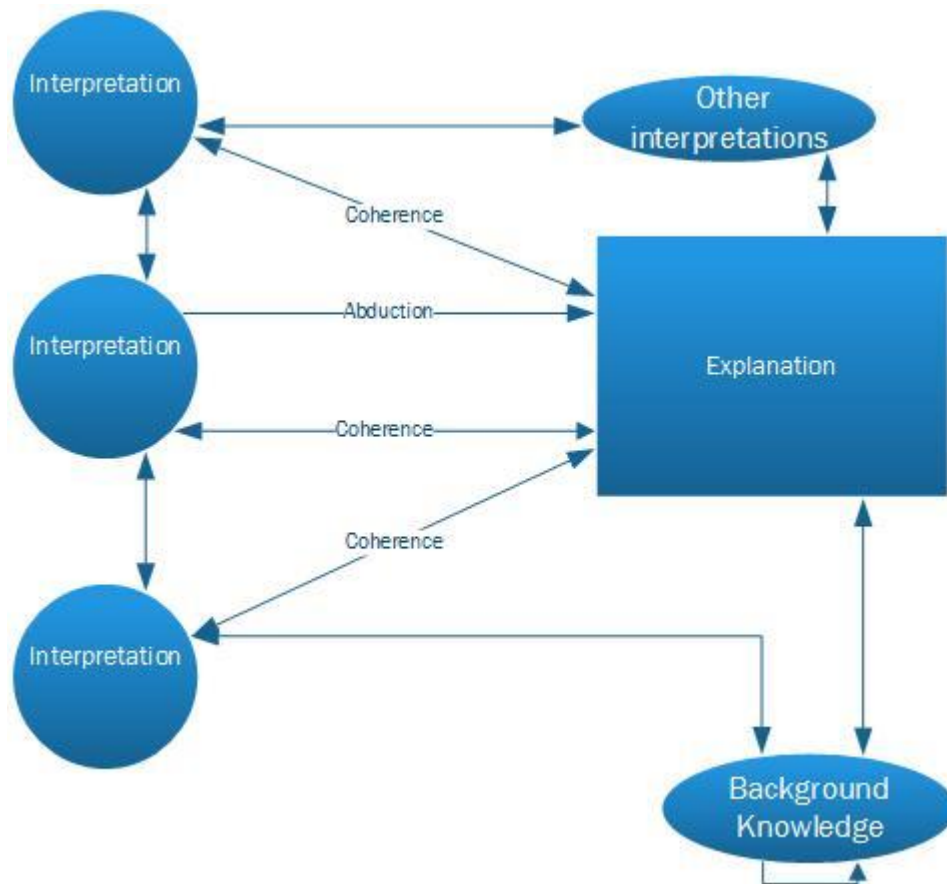 Interpretation
Other
interpretations
Coherence
Abduction
Interpretation
Explanation
Coherence
Coherence
Interpretation
Background
Knowledge